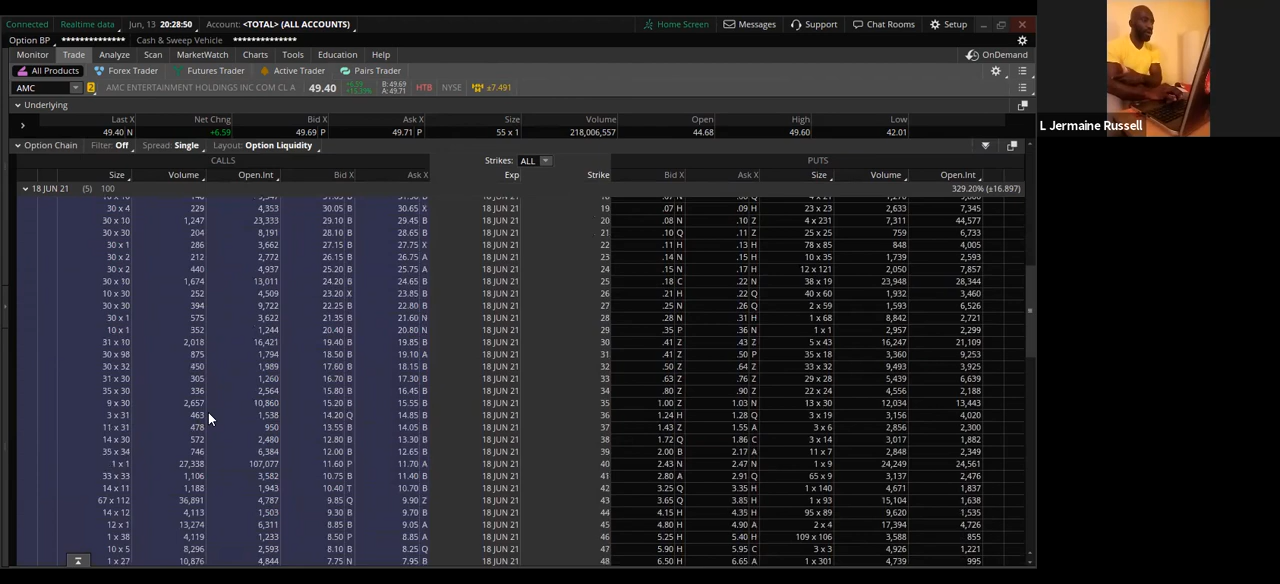 Connected Realtime data Jun, 13 20:28:50 Account: <TOTAL> (ALL ACCOUNTS) Home Screen Messages Support Chat Rooms Setup
Option BP ************** Cash & Sweep Vehicle **************
Monitor Trade Analyze Scan MarketWatch Charts Tools Education Help OnDemand
All Products Forex Trader Futures Trader Active Trader Pairs Trader
AMC 2 AMC ENTERTAINMENT HOLDINGS INC COM CL A 49.40 +6.59 B: 49.69 A: 49.71 HTB NYSE ±7.491
L Jermaine Russell
Underlying
Last X Net Chng Bid X Ask X Size Volume Open High Low
49.40 N +6.59 49.69 P 49.71 P 55 x 1 218,006,557 44.68 49.60 42.01
Option Chain Filter: Off Spread: Single Layout: Option Liquidity
CALLS Strikes: ALL PUTS
Size Volume Open.Int Bid X Ask X Exp Strike Bid X Ask X Size Volume Open.Int
18 JUN 21 (5) 100 329.20% (±16.897)
30 x 4 229 4,353 30.05 B 30.65 X 18 JUN 21 19 .07 H .09 H 23 x 23 2,633 7,345
30 x 10 1,247 23,333 29.10 B 29.45 B 18 JUN 21 20 .08 N .10 Z 4 x 231 7,311 44,577
30 x 30 204 8,191 28.10 B 28.65 B 18 JUN 21 21 .10 Q .11 Z 25 x 25 759 6,733
30 x 1 286 3,662 27.15 B 27.75 X 18 JUN 21 22 .11 H .13 H 78 x 85 848 4,005
30 x 2 212 2,772 26.15 B 26.75 A 18 JUN 21 23 .14 N .15 H 10 x 35 1,739 2,593
30 x 2 440 4,937 25.20 B 25.75 A 18 JUN 21 24 .15 N .17 H 12 x 121 2,050 7,857
30 x 10 1,674 13,011 24.20 B 24.65 B 18 JUN 21 25 .18 C .22 N 38 x 19 23,948 28,344
10 x 30 252 4,509 23.20 X 23.85 B 18 JUN 21 26 .21 H .22 Q 40 x 60 1,932 3,460
30 x 30 394 9,722 22.25 B 22.80 B 18 JUN 21 27 .25 N .26 Q 2 x 59 1,593 6,526
30 x 1 575 3,622 21.35 B 21.60 N 18 JUN 21 28 .28 N .31 H 1 x 68 8,842 2,721
10 x 1 352 1,244 20.40 B 20.80 N 18 JUN 21 29 .35 P .36 N 1 x 1 2,957 2,299
31 x 10 2,018 16,421 19.40 B 19.85 B 18 JUN 21 30 .41 Z .43 Z 5 x 43 16,247 21,109
30 x 98 875 1,794 18.50 B 19.10 A 18 JUN 21 31 .41 Z .50 P 35 x 18 3,360 9,253
30 x 32 450 1,989 17.60 B 18.15 B 18 JUN 21 32 .50 Z .64 Z 33 x 32 9,493 3,925
31 x 30 305 1,260 16.70 B 17.30 B 18 JUN 21 33 .63 Z .76 Z 29 x 28 5,439 6,639
35 x 30 336 2,564 15.80 B 16.45 B 18 JUN 21 34 .80 Z .90 Z 22 x 24 4,556 2,188
9 x 30 2,657 10,860 15.20 B 15.55 B 18 JUN 21 35 1.00 Z 1.03 N 13 x 30 12,034 13,443
3 x 31 463 1,538 14.20 Q 14.85 B 18 JUN 21 36 1.24 H 1.28 Q 3 x 19 3,156 4,020
11 x 31 478 950 13.55 B 14.05 B 18 JUN 21 37 1.43 Z 1.55 A 3 x 6 2,856 2,300
14 x 30 572 2,480 12.80 B 13.30 B 18 JUN 21 38 1.72 Q 1.86 C 3 x 14 3,017 1,882
35 x 34 746 6,384 12.00 B 12.65 B 18 JUN 21 39 2.00 B 2.17 A 11 x 7 2,848 2,349
1 x 1 27,338 107,077 11.60 P 11.70 A 18 JUN 21 40 2.43 N 2.47 N 1 x 9 24,249 24,561
33 x 33 1,106 3,582 10.75 B 11.40 B 18 JUN 21 41 2.80 A 2.91 Q 65 x 9 3,137 2,476
14 x 11 1,188 1,943 10.40 T 10.70 B 18 JUN 21 42 3.25 Q 3.35 H 1 x 140 4,671 1,837
67 x 112 36,891 4,787 9.85 Q 9.90 Z 18 JUN 21 43 3.65 Q 3.85 H 1 x 93 15,104 1,638
14 x 12 4,113 1,503 9.30 B 9.70 B 18 JUN 21 44 4.15 H 4.35 H 95 x 89 9,620 1,535
12 x 1 13,274 6,311 8.85 B 9.05 A 18 JUN 21 45 4.80 H 4.90 A 2 x 4 17,394 4,726
1 x 38 4,119 1,233 8.50 P 8.85 A 18 JUN 21 46 5.25 H 5.40 H 109 x 106 3,588 855
10 x 5 8,296 2,593 8.10 B 8.25 Q 18 JUN 21 47 5.90 H 5.95 C 3 x 3 4,926 1,221
1 x 27 10,876 4,844 7.75 N 7.95 B 18 JUN 21 48 6.50 H 6.65 A 1 x 301 4,739 995